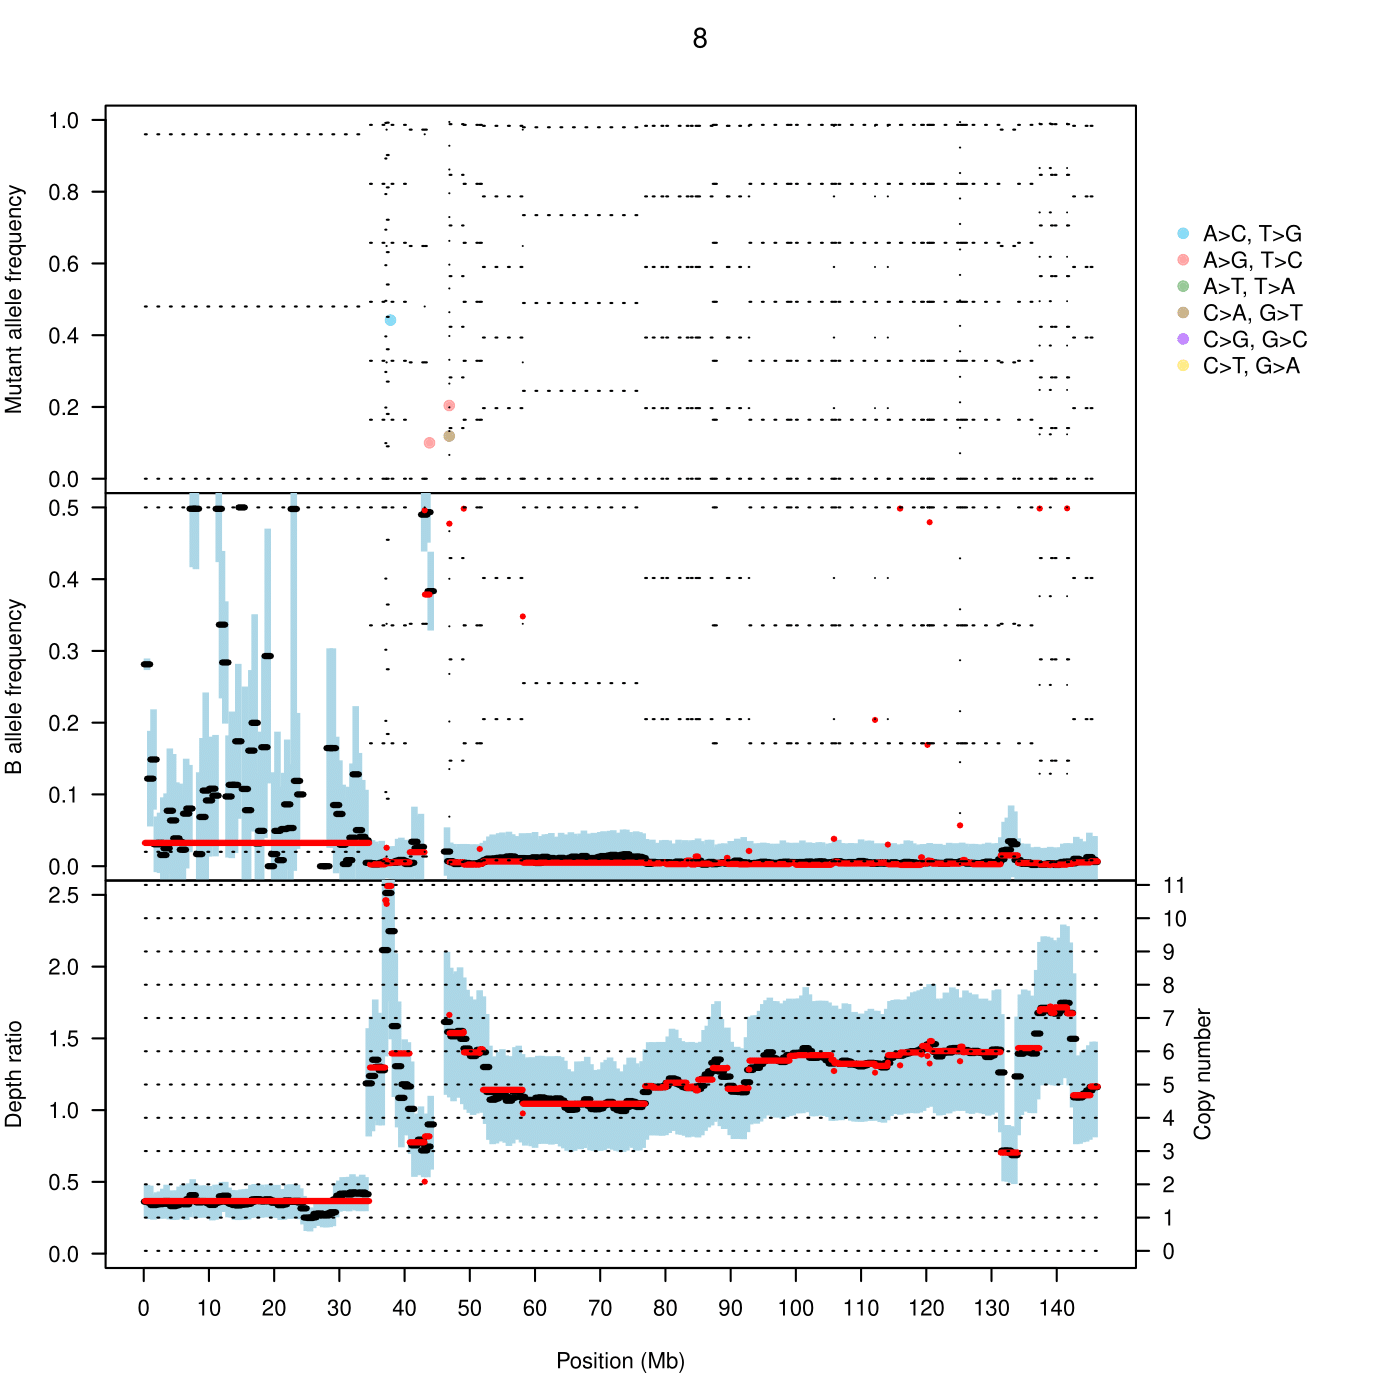 8
Mutant allele frequency
1.0
0.8
0.6
0.4
0.2
0.0
A>C, T>G
A>G, T>C
A>T, T>A
C>A, G>T
C>G, G>C
C>T, G>A
B allele frequency
0.5
0.4
0.3
0.2
0.1
0.0
Depth ratio
2.5
2.0
1.5
1.0
0.5
0.0
11
10
9
8
7
6
5
4
3
2
1
0
Copy number
0 10 20 30 40 50 60 70 80 90 100 110 120 130 140
Position (Mb)